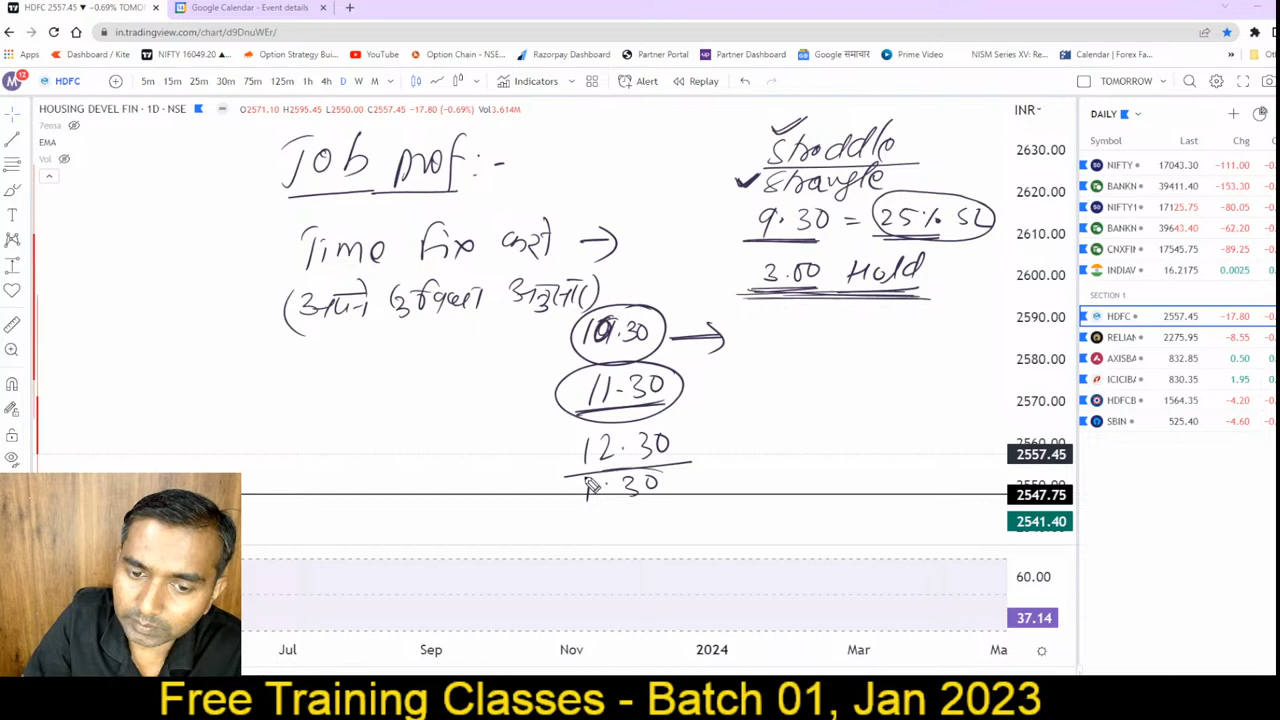 HDFC 2557.45 ▼ −0.69% TOMO
Google Calendar - Event details
in.tradingview.com/chart/d9DnuWEr/
Apps
Dashboard / Kite
NIFTY 16049.20
Option Strategy Bui...
YouTube
Option Chain - NSE...
Razorpay Dashboard
Partner Portal
Partner Dashboard
Google समाचार
Prime Video
NISM Series XV: Re...
Calendar | Forex Fa...
M 12 HDFC 5m 15m 25m 30m 75m 125m 1h 4h D W M Indicators Alert Replay TOMORROW
HOUSING DEVEL FIN · 1D · NSE O2571.10 H2595.45 L2550.00 C2557.45 −17.80 (−0.69%) Vol3.614M
7ema
EMA
Vol
Job prof:-
Time fix करो →
(अपने
10.30 →
11-30
12.30
1.30
Straddle
Strangle
9.30 = 25% SL
3.00 Hold
INR
2630.00
2620.00
2610.00
2600.00
2590.00
2580.00
2570.00
2560.00
2557.45
2547.75
2541.40
60.00
37.14
Jul Sep Nov 2024 Mar Ma
DAILY
Symbol Last Chg
NIFTY 17043.30 −111.00
BANKN 39411.40 −153.30
NIFTY1 17125.75 −80.05
BANKN 39643.40 −62.20
CNXFIN 17545.75 −89.25
INDIAV 16.2175 0.0025
SECTION 1
HDFC 2557.45 −17.80
RELIAN 2275.95 −8.55
AXISBA 832.85 0.50
ICICIBA 830.35 1.95
HDFCB 1564.35 −4.20
SBIN 525.40 −4.60
Free Training Classes - Batch 01, Jan 2023